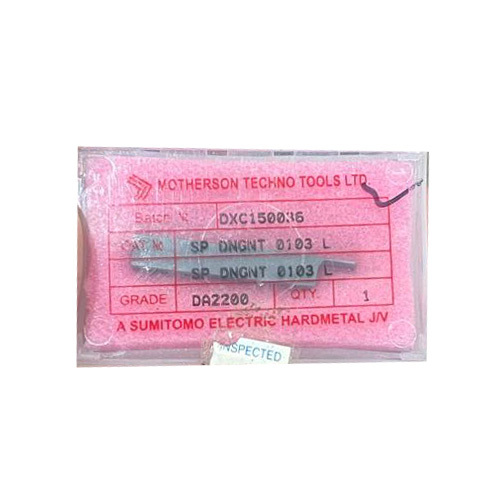 MOTHERSON TECHNO TOOLS LTD
Batch N. DXC150036
CAT No. SP DNGNT 0103 L
SP DNGNT 0103 L
GRADE DA2200 QTY. 1
A SUMITOMO ELECTRIC HARDMETAL J/V
INSPECTED